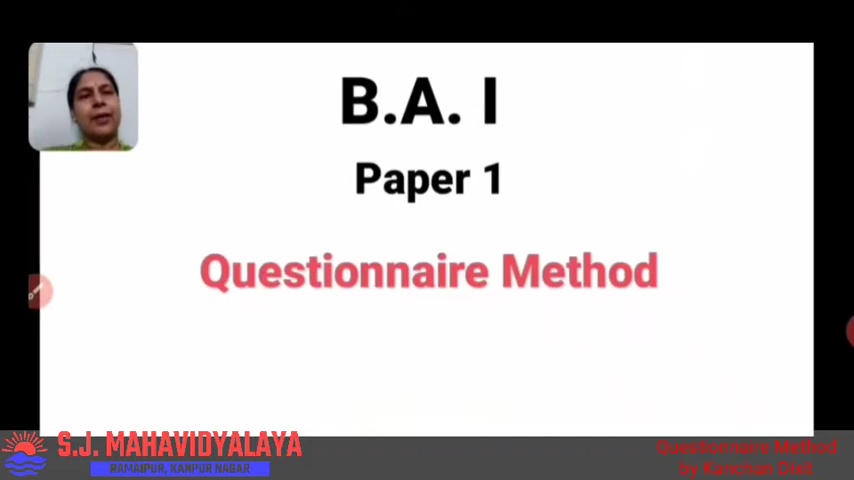 B.A. I
Paper 1
Questionnaire Method
S.J. MAHAVIDYALAYA
RAMAIPUR, KANPUR NAGAR
Questionnaire Method
by Kanchan Dixit